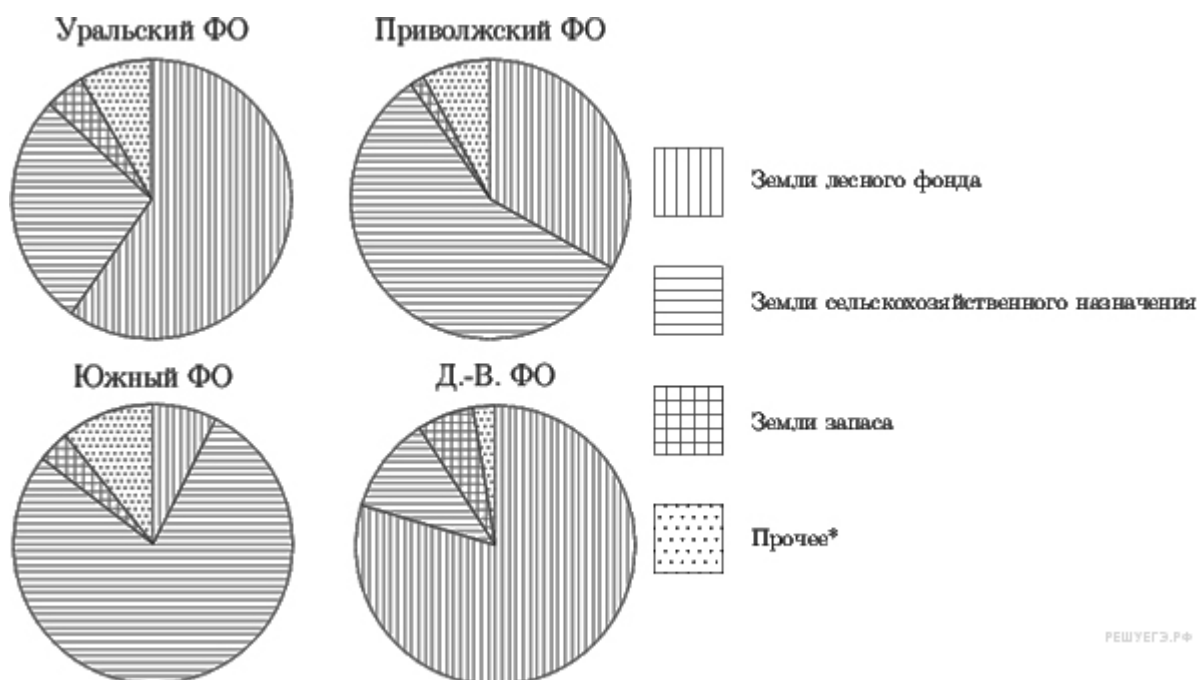 Уральский ФО
Приволжский ФО
Земли лесного фонда
Земли сельскохозяйственного назначения
Южный ФО
Д.-В. ФО
Земли запаса
Прочее*
РЕШУЕГЭ.РФ